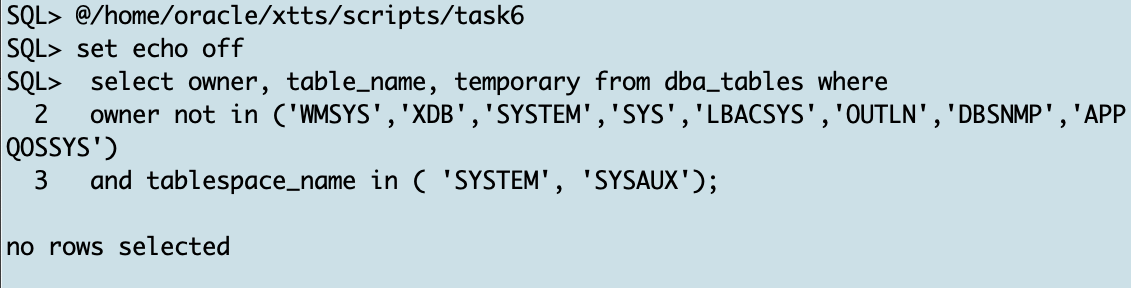 SQL> @/home/oracle/xtts/scripts/task6
SQL> set echo off
SQL>  select owner, table_name, temporary from dba_tables where
  2   owner not in ('WMSYS','XDB','SYSTEM','SYS','LBACSYS','OUTLN','DBSNMP','APP
QOSSYS')
  3   and tablespace_name in ( 'SYSTEM', 'SYSAUX');
no rows selected